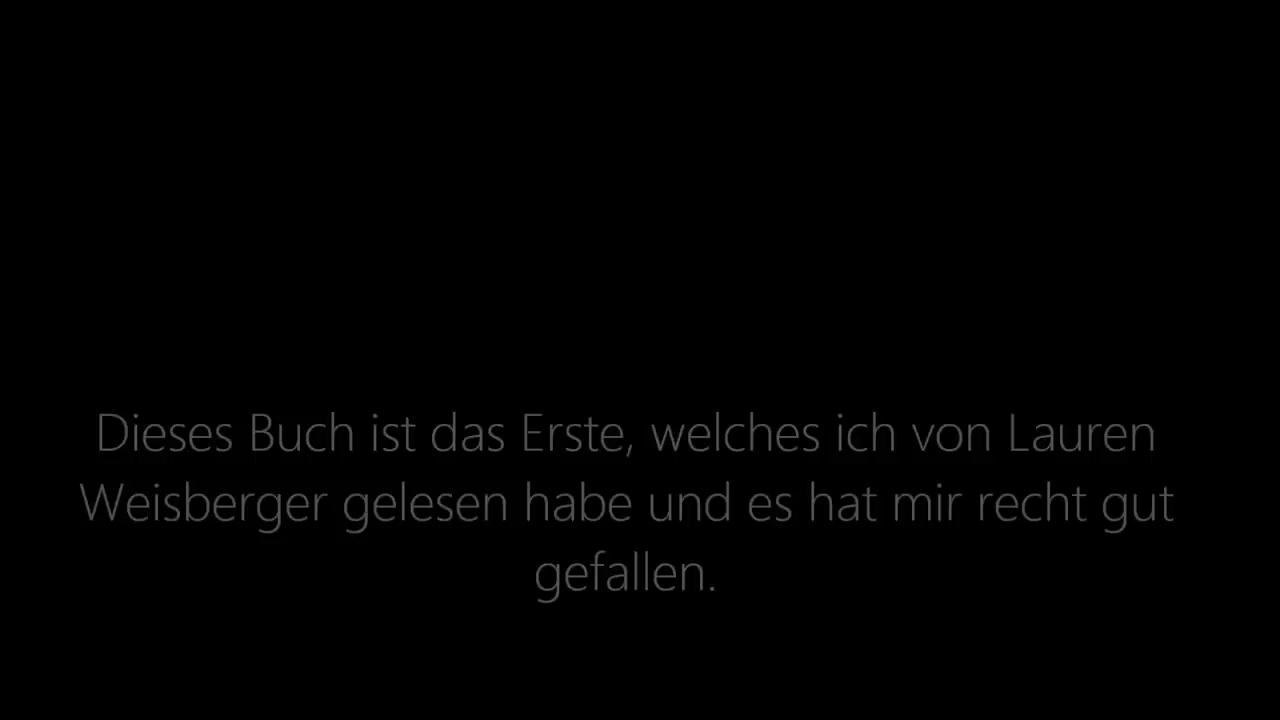 Dieses Buch ist das Erste, welches ich von Lauren
Weisberger gelesen habe und es hat mir recht gut
gefallen.